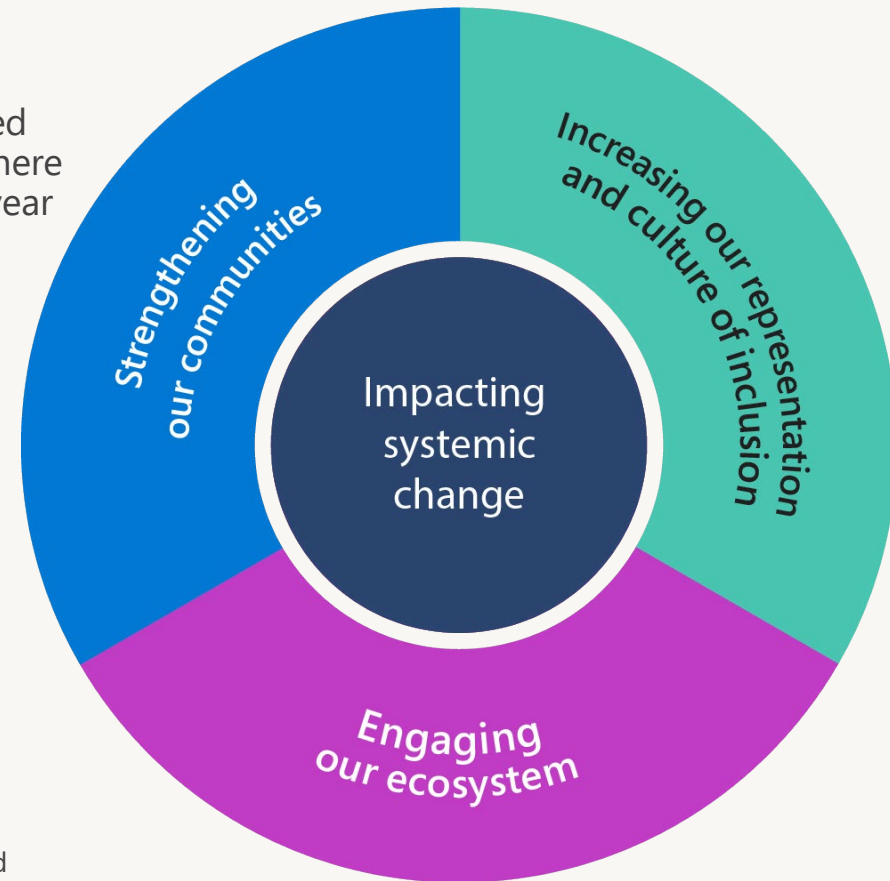 Strengthening
our communities
Increasing our representation
and culture of inclusion
Impacting
systemic
change
Engaging
our ecosystem